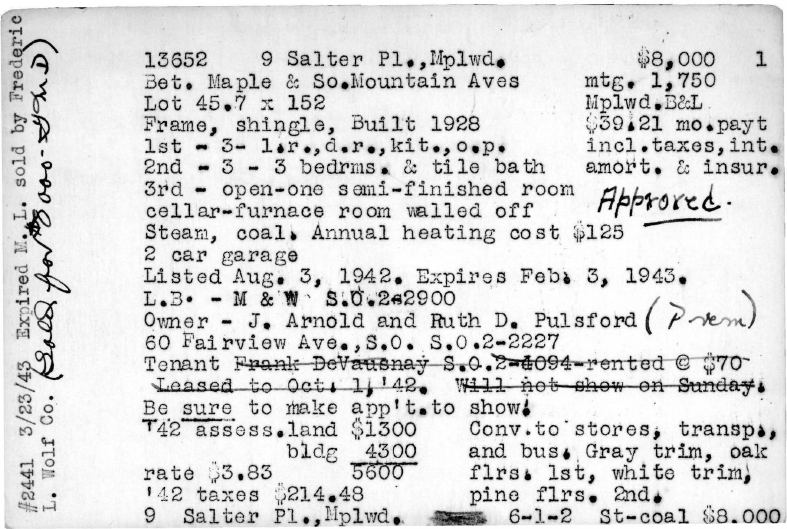 13652 9 Salter Pl., Mplwd. $8,000 1
Bet. Maple & So.Mountain Aves mtg. 1,750
Lot 45.7 x 152 Mplwd.B&L
Frame, shingle, Built 1928 $39.21 mo.payt
1st - 3- l.r.,d.r.,kit.,o.p. incl.taxes,int.
2nd - 3 - 3 bedrms. & tile bath amort. & insur.
3rd - open-one semi-finished room
cellar-furnace room walled off Approved.
Steam, coal. Annual heating cost $125
2 car garage
Listed Aug. 3, 1942. Expires Feb. 3, 1943.
L.B. - M & W S.O.2-2900
Owner - J. Arnold and Ruth D. Pulsford (Prem)
60 Fairview Ave.,S.O. S.O.2-2227
Tenant Frank DeVausnay S.O.2-4094-rented @ $70
Leased to Oct. 1, '42. Will not show on Sunday.
Be sure to make app't.to show.
'42 assess.land $1300 Conv.to stores, transp.,
bldg 4300 and bus. Gray trim, oak
rate $3.83 5600 flrs. 1st, white trim,
'42 taxes $214.48 pine flrs. 2nd.
9 Salter Pl.,Mplwd. 6-1-2 St-coal $8.000
#2441 3/23/43 Expired M.L. sold by Frederic
L. Wolf Co. (Sold for $8000-